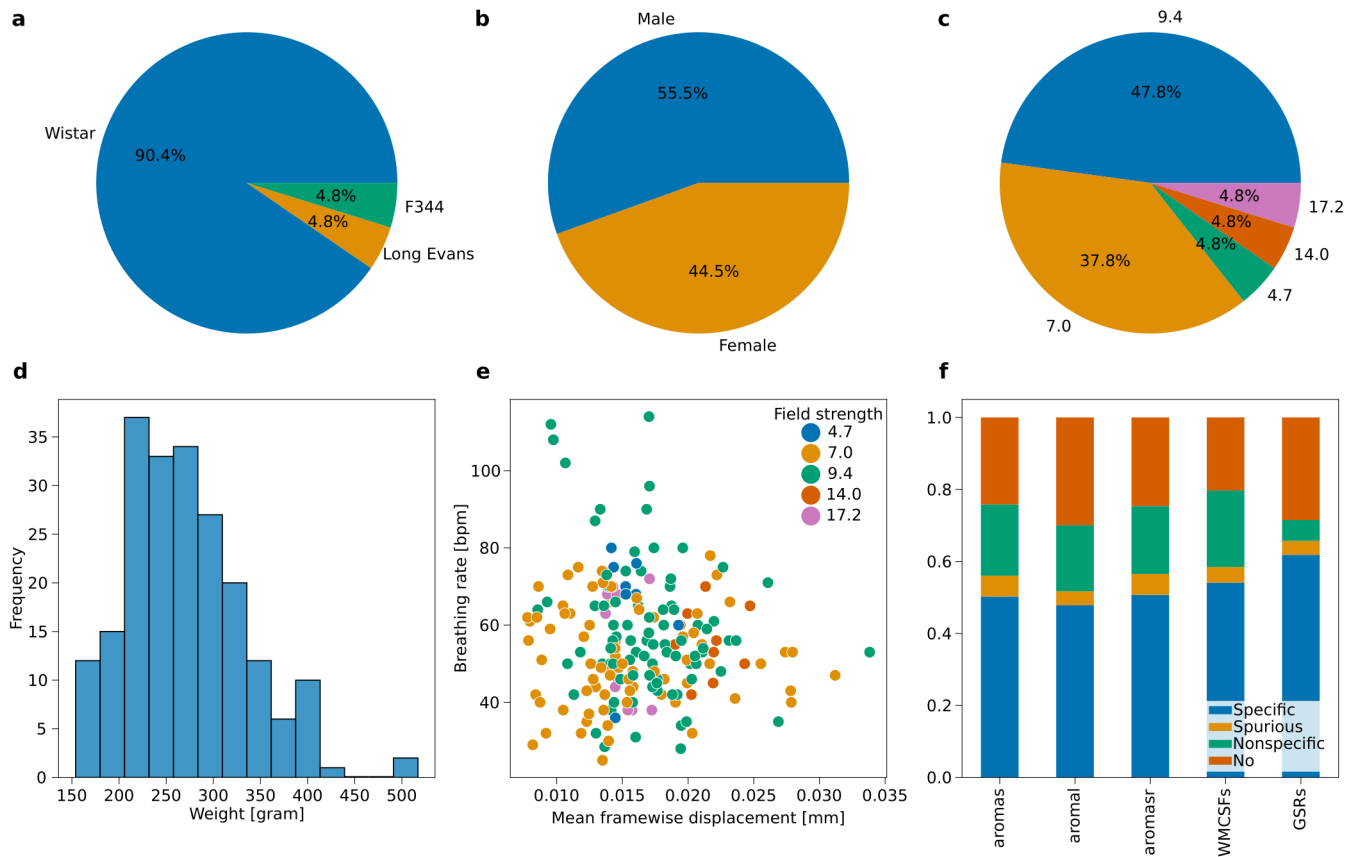 a
Wistar
90.4%
4.8%
F344
4.8%
Long Evans
b
Male
55.5%
44.5%
Female
c
9.4
47.8%
4.8%
17.2
4.8%
14.0
4.8%
4.7
37.8%
7.0
d
Frequency
35
30
25
20
15
10
5
0
150 200 250 300 350 400 450 500
Weight [gram]
e
Breathing rate [bpm]
100
80
60
40
Field strength
4.7
7.0
9.4
14.0
17.2
0.010 0.015 0.020 0.025 0.030 0.035
Mean framewise displacement [mm]
f
1.0
0.8
0.6
0.4
0.2
0.0
Specific
Spurious
Nonspecific
No
aromas
aromal
aromasr
WMCSFs
GSRs